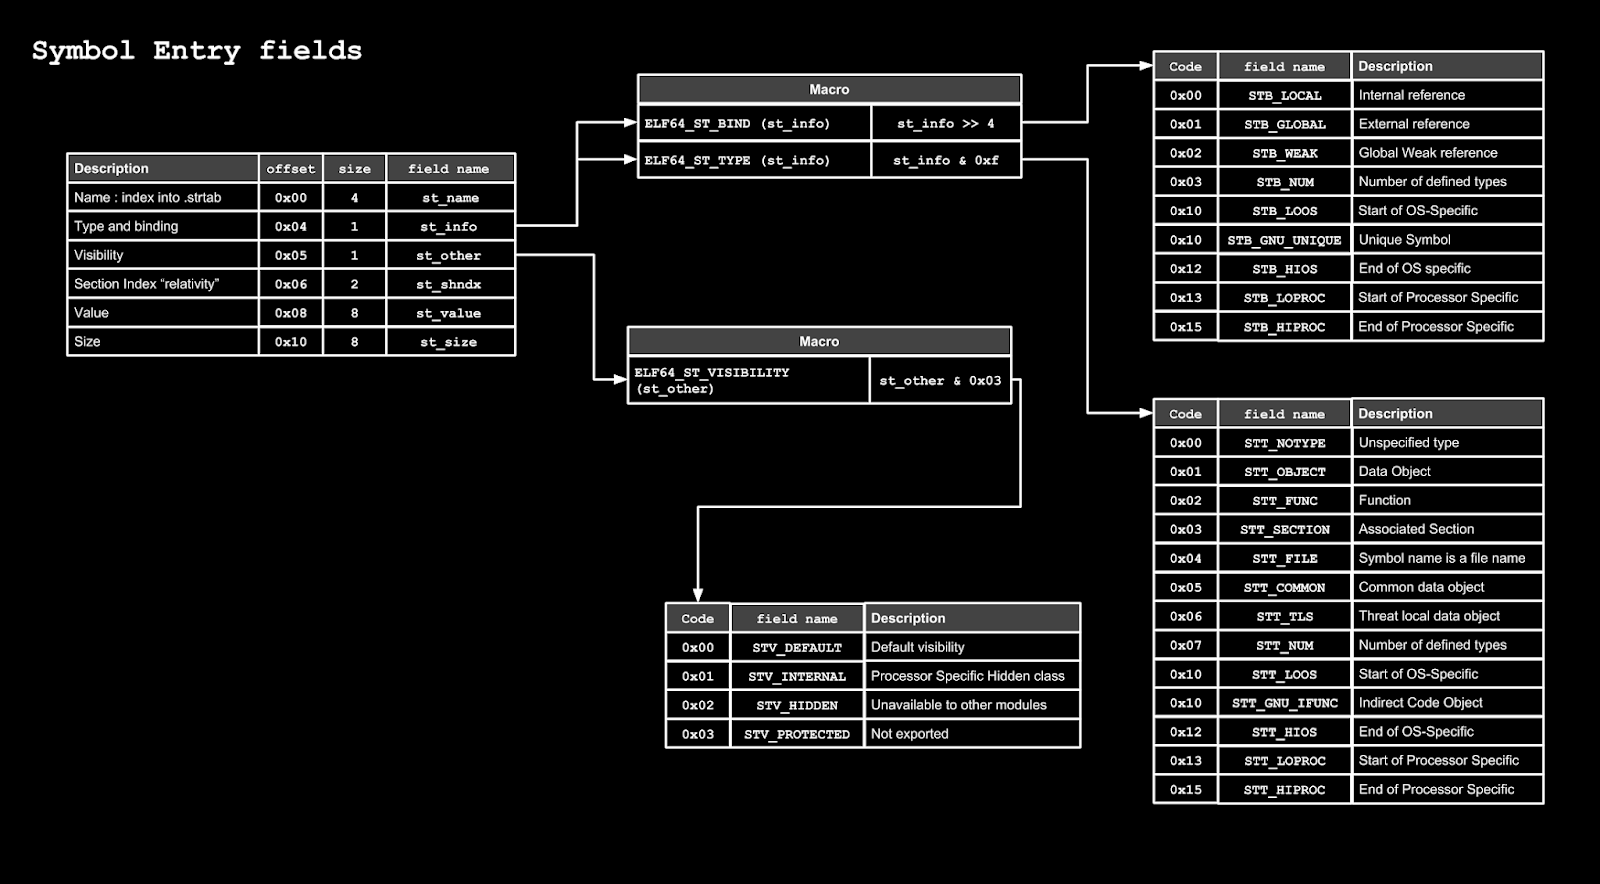 Symbol Entry fields
Description offset size field name
Name : index into .strtab 0x00 4 st_name
Type and binding 0x04 1 st_info
Visibility 0x05 1 st_other
Section Index “relativity” 0x06 2 st_shndx
Value 0x08 8 st_value
Size 0x10 8 st_size
Macro
ELF64_ST_BIND (st_info) st_info >> 4
ELF64_ST_TYPE (st_info) st_info & 0xf
Macro
ELF64_ST_VISIBILITY
(st_other) st_other & 0x03
Code field name Description
0x00 STV_DEFAULT Default visibility
0x01 STV_INTERNAL Processor Specific Hidden class
0x02 STV_HIDDEN Unavailable to other modules
0x03 STV_PROTECTED Not exported
Code field name Description
0x00 STB_LOCAL Internal reference
0x01 STB_GLOBAL External reference
0x02 STB_WEAK Global Weak reference
0x03 STB_NUM Number of defined types
0x10 STB_LOOS Start of OS-Specific
0x10 STB_GNU_UNIQUE Unique Symbol
0x12 STB_HIOS End of OS specific
0x13 STB_LOPROC Start of Processor Specific
0x15 STB_HIPROC End of Processor Specific
Code field name Description
0x00 STT_NOTYPE Unspecified type
0x01 STT_OBJECT Data Object
0x02 STT_FUNC Function
0x03 STT_SECTION Associated Section
0x04 STT_FILE Symbol name is a file name
0x05 STT_COMMON Common data object
0x06 STT_TLS Threat local data object
0x07 STT_NUM Number of defined types
0x10 STT_LOOS Start of OS-Specific
0x10 STT_GNU_IFUNC Indirect Code Object
0x12 STT_HIOS End of OS-Specific
0x13 STT_LOPROC Start of Processor Specific
0x15 STT_HIPROC End of Processor Specific